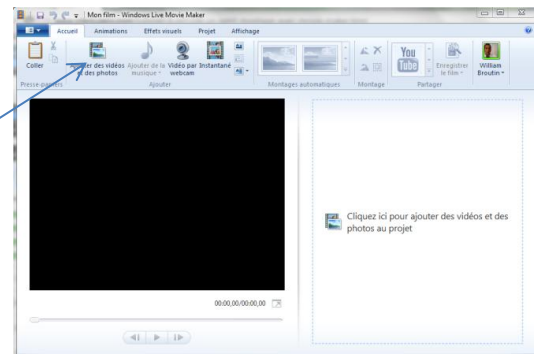 Mon film - Windows Live Movie Maker
Accueil Animations Effets visuels Projet Affichage
Coller
Ajouter des vidéos et des photos
Ajouter de la musique
Vidéo par webcam
Instantané
You Tube
Enregistrer le film
William Broutin
Presse-papiers Ajouter Montages automatiques Montage Partager
Cliquez ici pour ajouter des vidéos et des
photos au projet
00:00,00/00:00,00